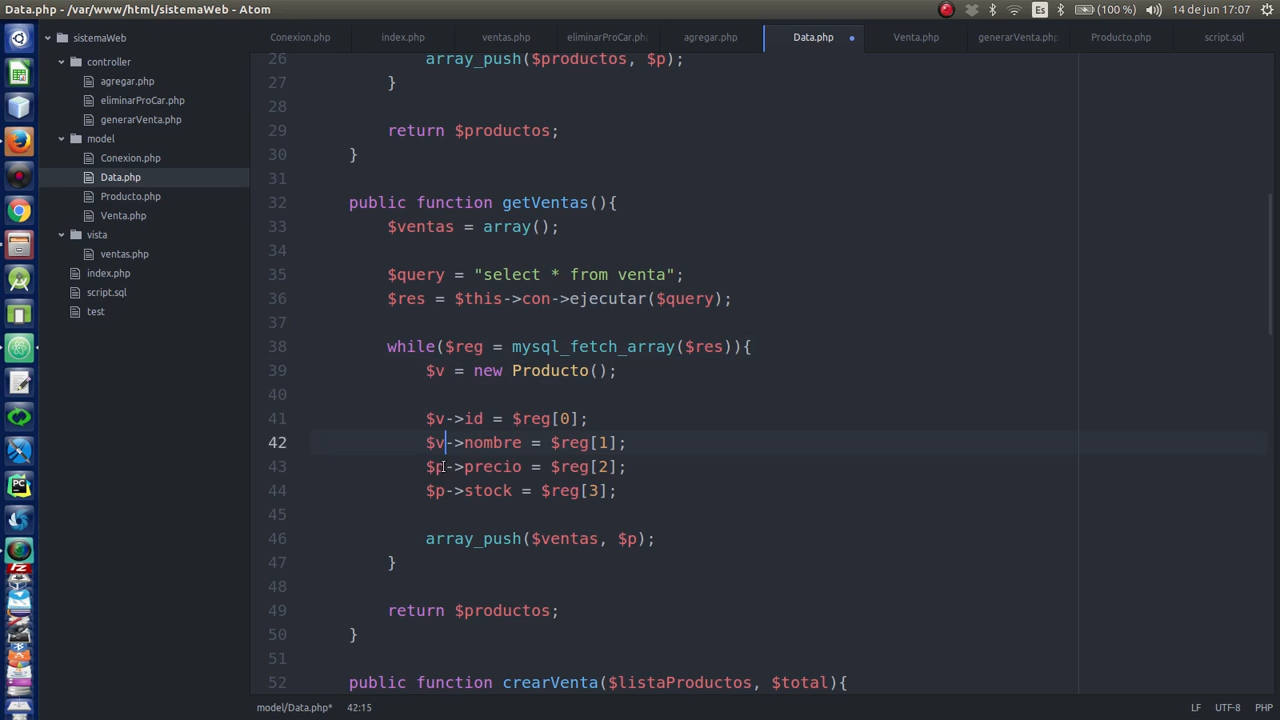 Data.php - /var/www/html/sistemaWeb - Atom
Es
(100 %)
14 de jun 17:07
sistemaWeb
controller
agregar.php
eliminarProCar.php
generarVenta.php
model
Conexion.php
Data.php
Producto.php
Venta.php
vista
ventas.php
index.php
script.sql
test
Conexion.php
index.php
ventas.php
eliminarProCar.ph
agregar.php
Data.php
Venta.php
generarVenta.php
Producto.php
script.sql
26 array_push($productos, $p);
27 }
28
29 return $productos;
30 }
31
32 public function getVentas(){
33 $ventas = array();
34
35 $query = "select * from venta";
36 $res = $this->con->ejecutar($query);
37
38 while($reg = mysql_fetch_array($res)){
39 $v = new Producto();
40
41 $v->id = $reg[0];
42 $v->nombre = $reg[1];
43 $p->precio = $reg[2];
44 $p->stock = $reg[3];
45
46 array_push($ventas, $p);
47 }
48
49 return $productos;
50 }
51
52 public function crearVenta($listaProductos, $total){
model/Data.php* 42:15
LF UTF-8 PHP